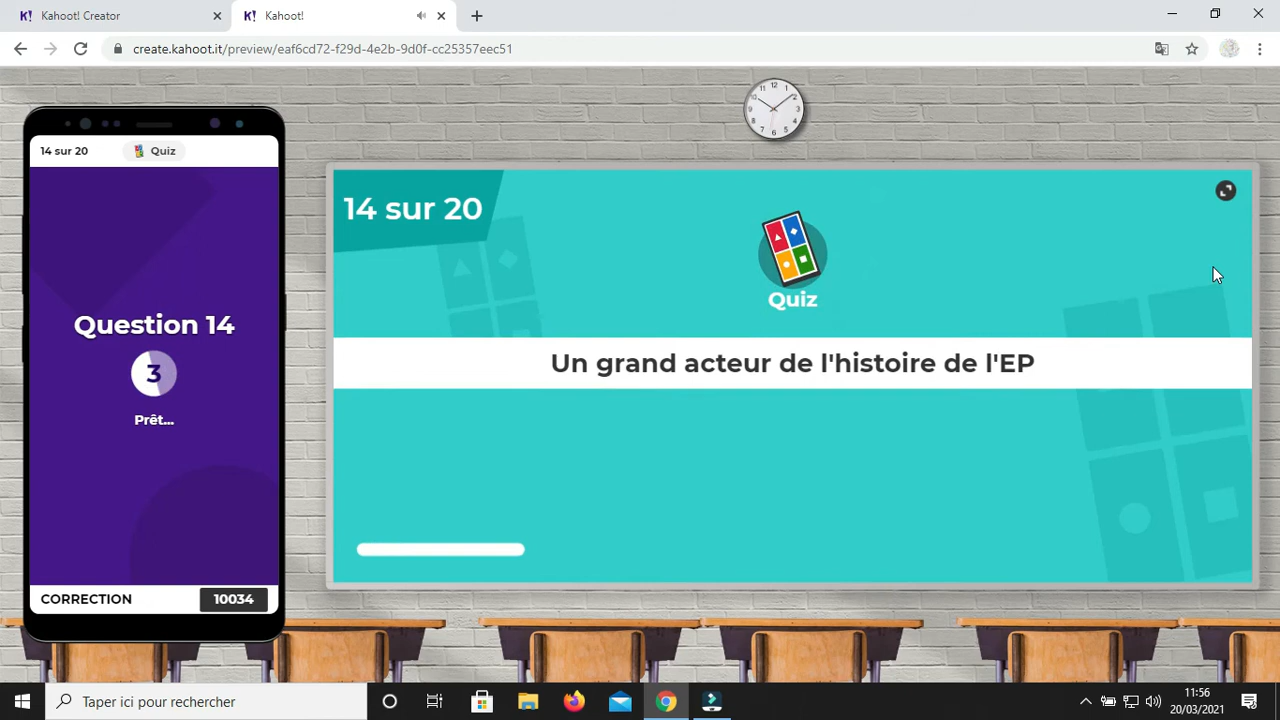 Kahoot! Creator
Kahoot!
create.kahoot.it/preview/eaf6cd72-f29d-4e2b-9d0f-cc25357eec51
14 sur 20
Quiz
Question 14
3
Prêt...
CORRECTION
10034
14 sur 20
Quiz
Un grand acteur de l'histoire de l'EP
Taper ici pour rechercher
11:56
20/03/2021